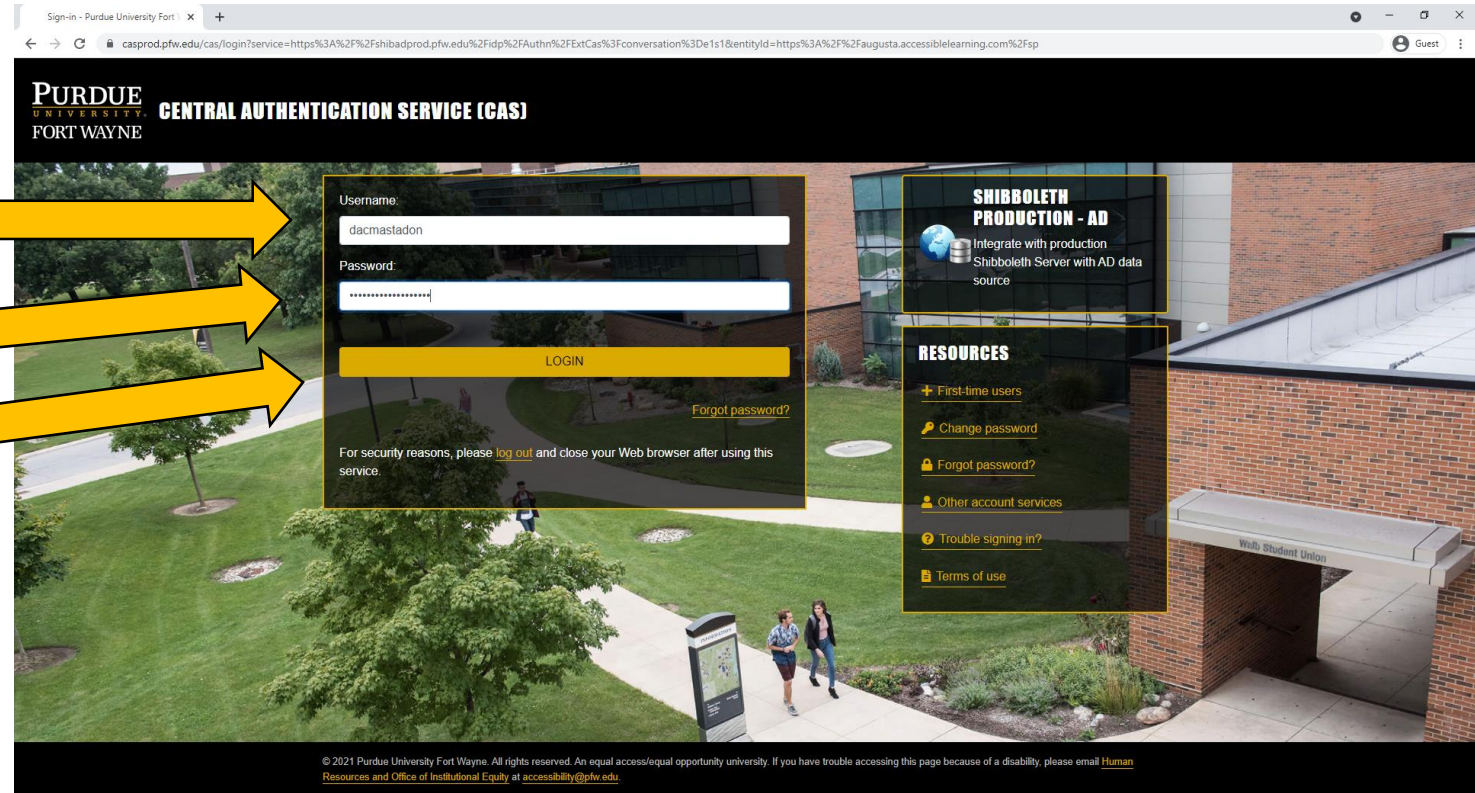 Sign-in - Purdue University Fort
casprod.pfw.edu/cas/login?service=https%3A%2F%2Fshibadprod.pfw.edu%2Fidp%2FAuthn%2FExtCas%3Fconversation%3De1s1&entityId=https%3A%2F%2Faugusta.accessiblelearning.com%2Fsp
Guest
PURDUE
UNIVERSITY.
FORT WAYNE
CENTRAL AUTHENTICATION SERVICE (CAS)
Username:
dacmastadon
Password:
•••••••••••••••••••
LOGIN
Forgot password?
For security reasons, please log out and close your Web browser after using this
service.
SHIBBOLETH
PRODUCTION - AD
Integrate with production
Shibboleth Server with AD data
source
RESOURCES
First-time users
Change password
Forgot password?
Other account services
Trouble signing in?
Terms of use
Walb Student Union
© 2021 Purdue University Fort Wayne. All rights reserved. An equal access/equal opportunity university. If you have trouble accessing this page because of a disability, please email Human
Resources and Office of Institutional Equity at accessibility@pfw.edu.